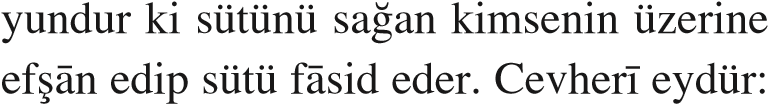 yundur ki sütünü sağan kimsenin üzerine
efşān edip sütü fāsid eder. Cevherī eydür: